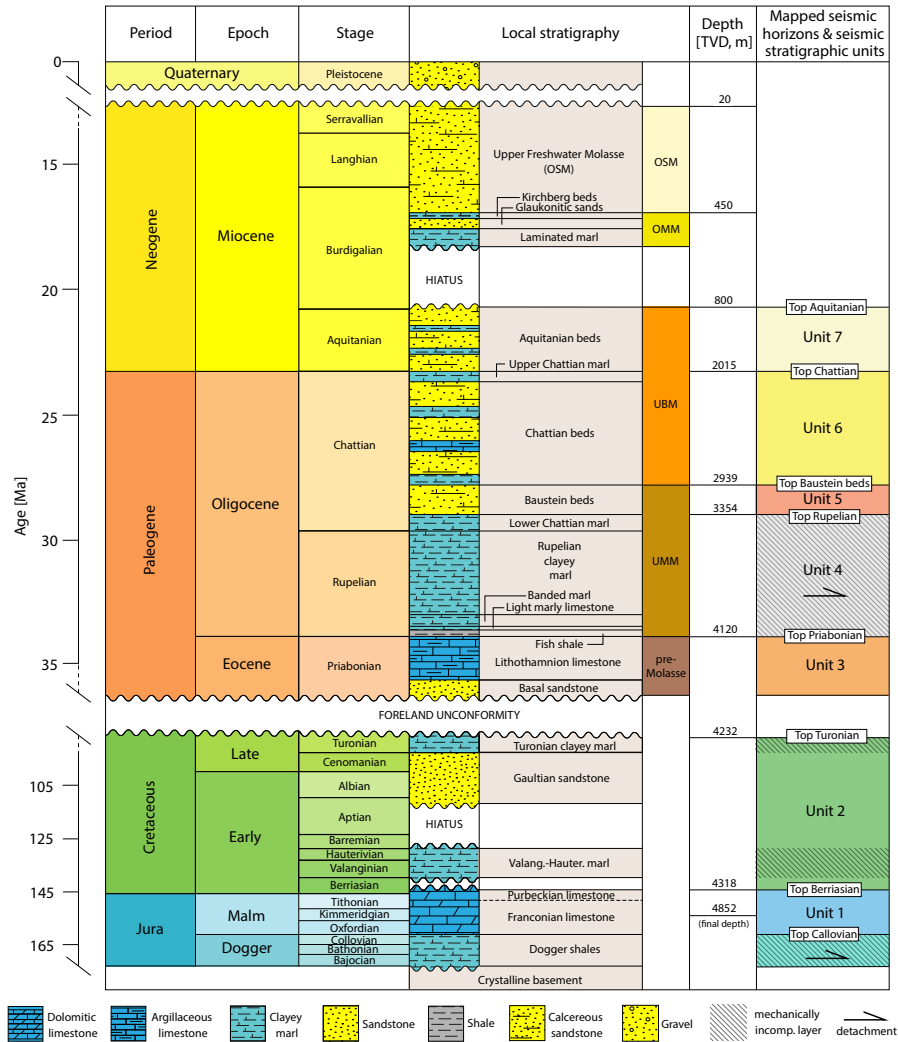 Period
Epoch
Stage
Local stratigraphy
Depth
[TVD, m]
Mapped seismic
horizons & seismic
stratigraphic units
0
Quaternary
Pleistocene
20
Neogene
Miocene
Serravallian
15
Langhian
Upper Freshwater Molasse
(OSM)
OSM
Kirchberg beds
450
Glaukonitic sands
Burdigalian
Laminated marl
OMM
HIATUS
20
800
Top Aquitanian
Aquitanian
Aquitanian beds
Unit 7
Upper Chattian marl
2015
Top Chattian
Age [Ma]
Paleogene
Oligocene
25
Chattian
Chattian beds
UBM
Unit 6
2939
Top Baustein beds
Baustein beds
Unit 5
3354
Top Rupelian
Lower Chattian marl
30
Rupelian
Rupelian
clayey
marl
UMM
Unit 4
Banded marl
Light marly limestone
4120
Top Priabonian
Fish shale
35
Eocene
Priabonian
Lithothamnion limestone
pre-
Molasse
Unit 3
Basal sandstone
FORELAND UNCONFORMITY
4232
Top Turonian
Cretaceous
Late
Turonian
Turonian clayey marl
Cenomanian
105
Albian
Gaultian sandstone
Unit 2
Aptian
HIATUS
125
Early
Barremian
Hauterivian
Valanginian
Valang.-Hauter. marl
Berriasian
145
4318
Top Berriasian
Jura
Malm
Tithonian
Purbeckian limestone
Kimmeridgian
Franconian limestone
4852
(final depth)
Unit 1
Oxfordian
165
Dogger
Collovian
Top Callovian
Bathonian
Dogger shales
Bajocian
Crystalline basement
Dolomitic
limestone
Argillaceous
limestone
Clayey
marl
Sandstone
Shale
Calcereous
sandstone
Gravel
mechanically
incomp. layer
detachment